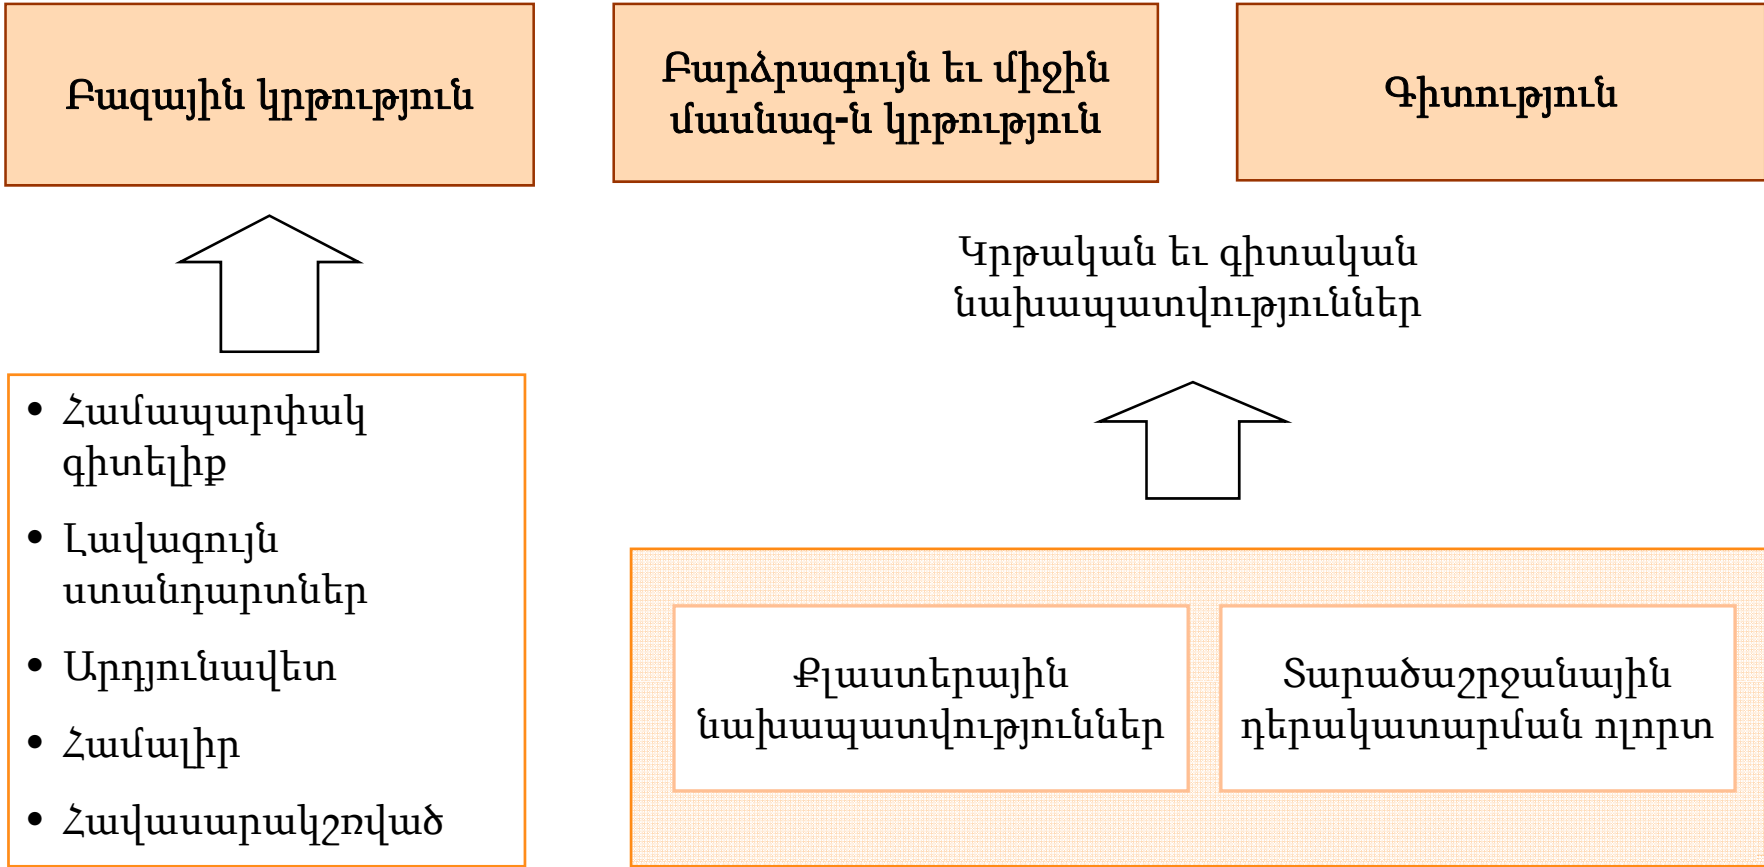 Բազային կրթություն
Բարձրագույն եւ միջին
մասնագ-ն կրթություն
Գիտություն
Կրթական եւ գիտական
նախապատվություններ
• Համապարփակ
գիտելիք
• Լավագույն
ստանդարտներ
• Արդյունավետ
• Համալիր
• Հավասարակշռված
Քլաստերային
նախապատվություններ
Տարածաշրջանային
դերակատարման ոլորտ